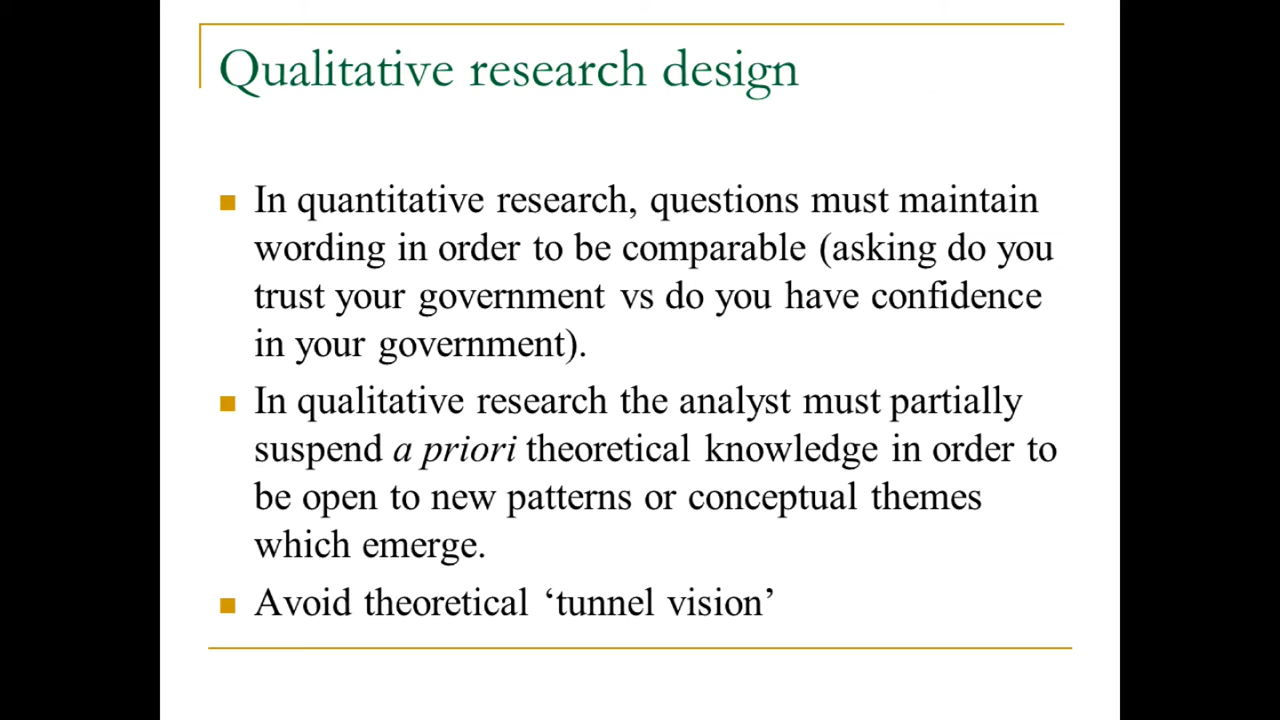 Qualitative research design
In quantitative research, questions must maintain
wording in order to be comparable (asking do you
trust your government vs do you have confidence
in your government).
In qualitative research the analyst must partially
suspend a priori theoretical knowledge in order to
be open to new patterns or conceptual themes
which emerge.
Avoid theoretical ‘tunnel vision’